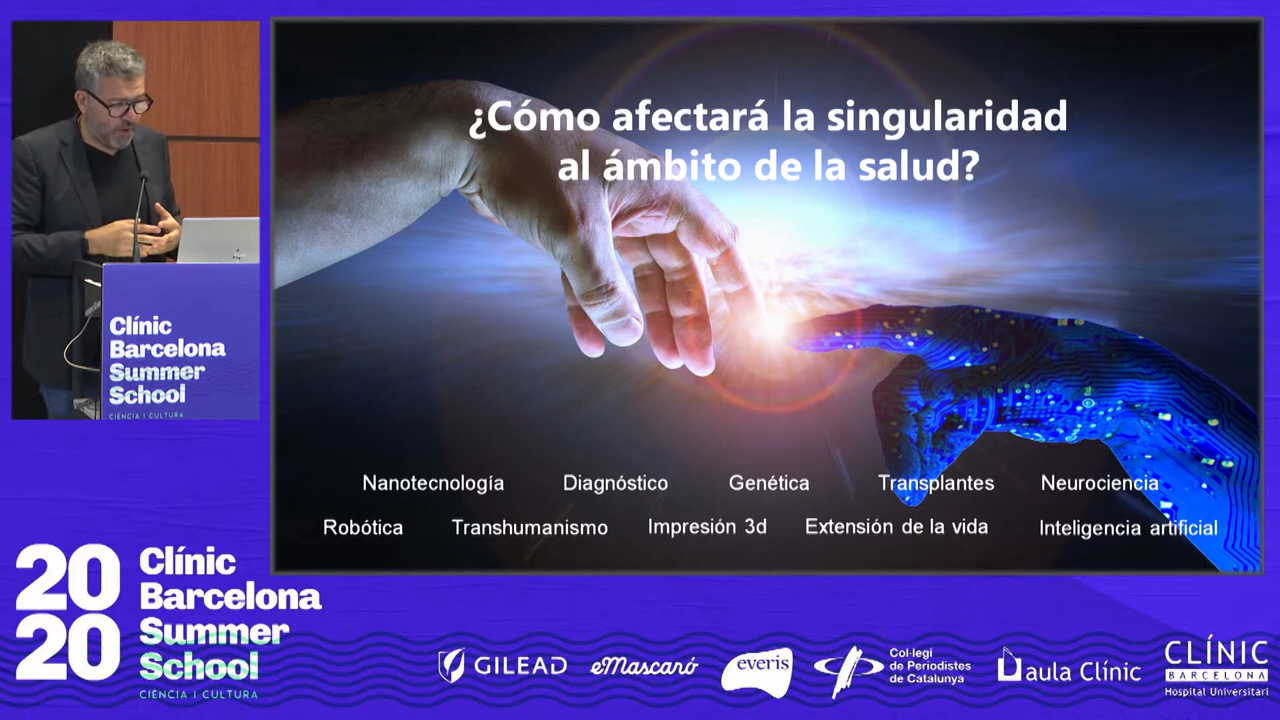 ¿Cómo afectará la singularidad
al ámbito de la salud?
Nanotecnología Diagnóstico Genética Transplantes Neurociencia
Robótica Transhumanismo Impresión 3d Extensión de la vida Inteligencia artificial
Clínic
Barcelona
Summer
School
CIÈNCIA I CULTURA
20
20
Clínic
Barcelona
Summer
School
CIÈNCIA I CULTURA
GILEAD
eMascaró
everis
Col·legi
de Periodistes
de Catalunya
aula Clínic
CLÍNIC
BARCELONA
Hospital Universitari